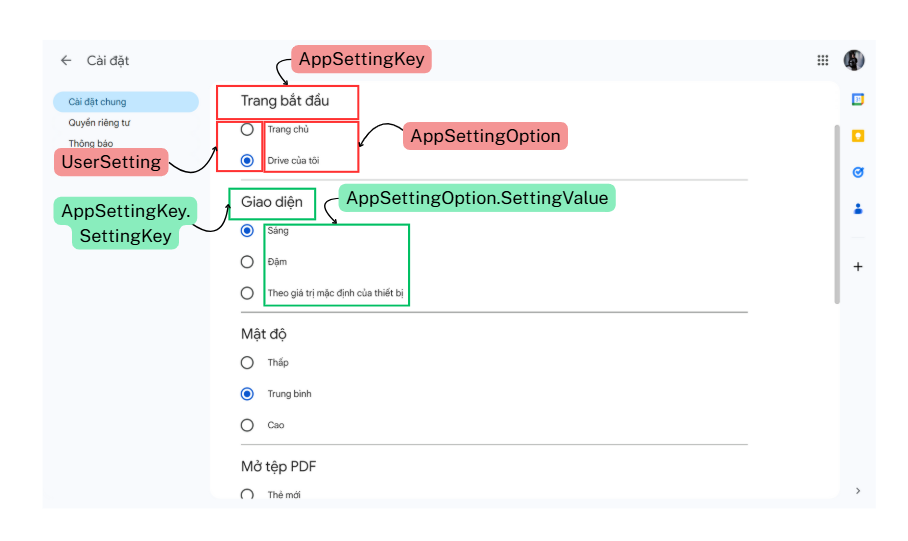 AppSettingKey
Cài đặt
Cài đặt chung
Quyền riêng tư
Thông báo
Trang bắt đầu
Trang chủ
Drive của tôi
AppSettingOption
UserSetting
AppSettingOption.SettingValue
AppSettingKey.
SettingKey
Giao diện
Sáng
Đậm
Theo giá trị mặc định của thiết bị
Mật độ
Thấp
Trung bình
Cao
Mở tệp PDF
Thẻ mới
31